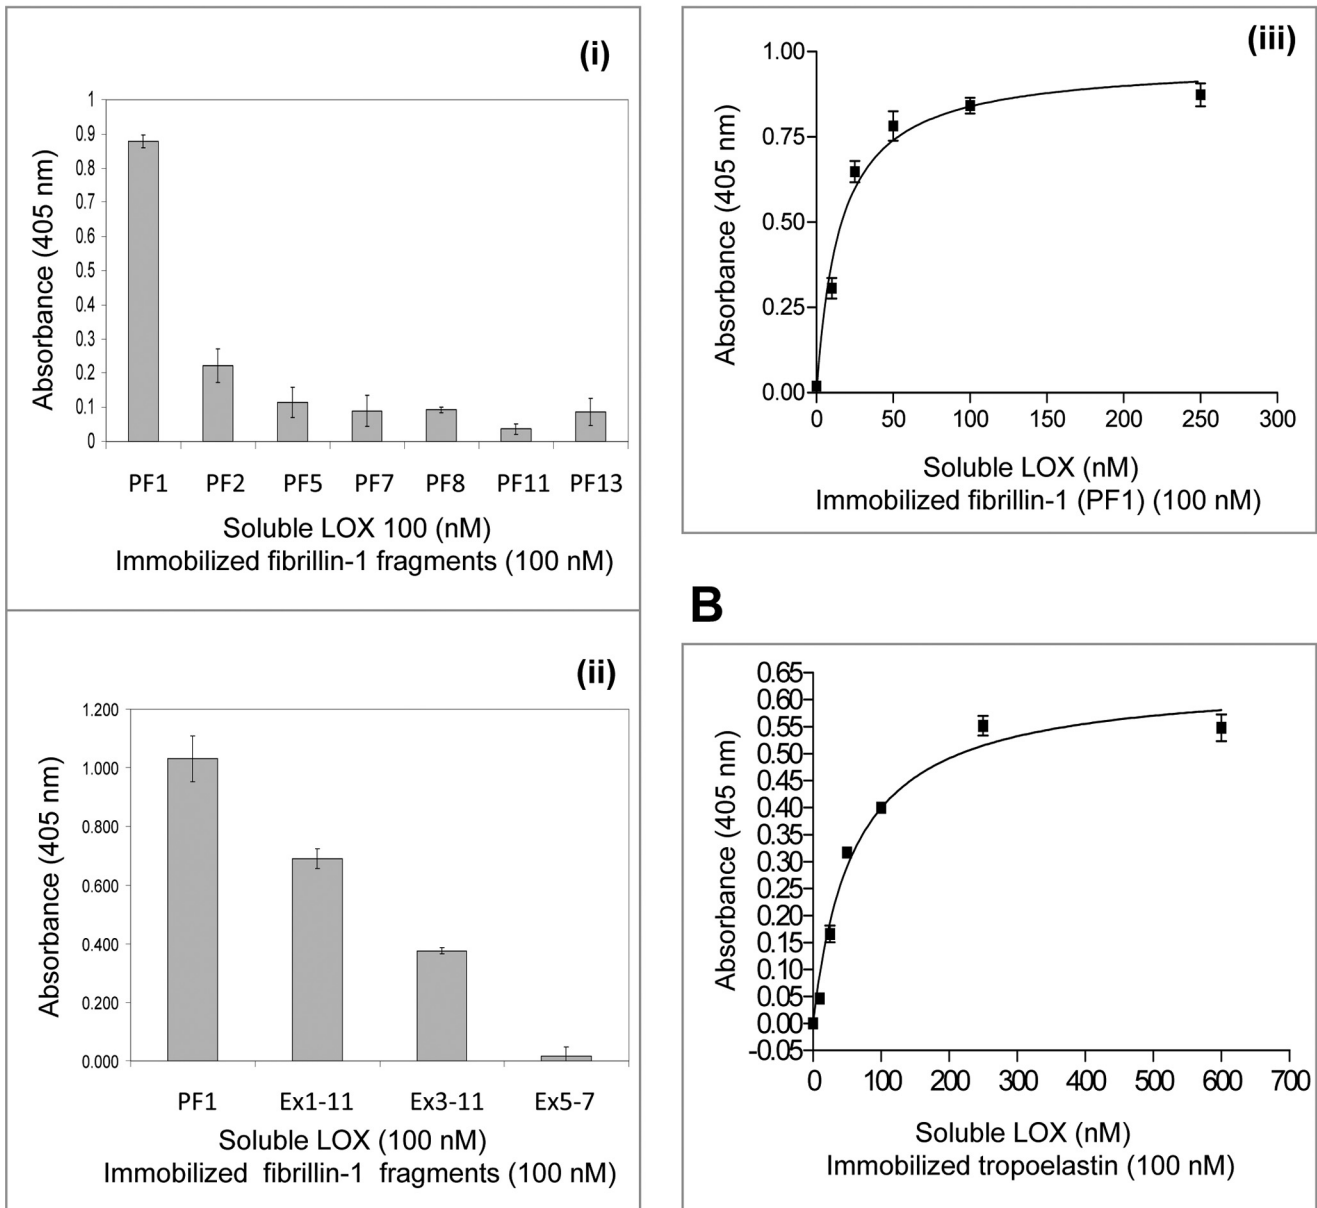 (i)
Absorbance (405 nm)
1
0.9
0.8
0.7
0.6
0.5
0.4
0.3
0.2
0.1
0
PF1 PF2 PF5 PF7 PF8 PF11 PF13
Soluble LOX 100 (nM)
Immobilized fibrillin-1 fragments (100 nM)
(ii)
Absorbance (405 nm)
1.200
1.000
0.800
0.600
0.400
0.200
0.000
PF1 Ex1-11 Ex3-11 Ex5-7
Soluble LOX (100 nM)
Immobilized fibrillin-1 fragments (100 nM)
(iii)
Absorbance (405 nm)
1.00
0.75
0.50
0.25
0.00
0 50 100 150 200 250 300
Soluble LOX (nM)
Immobilized fibrillin-1 (PF1) (100 nM)
B
Absorbance (405 nm)
0.65
0.60
0.55
0.50
0.45
0.40
0.35
0.30
0.25
0.20
0.15
0.10
0.05
0.00
-0.05
0 100 200 300 400 500 600 700
Soluble LOX (nM)
Immobilized tropoelastin (100 nM)